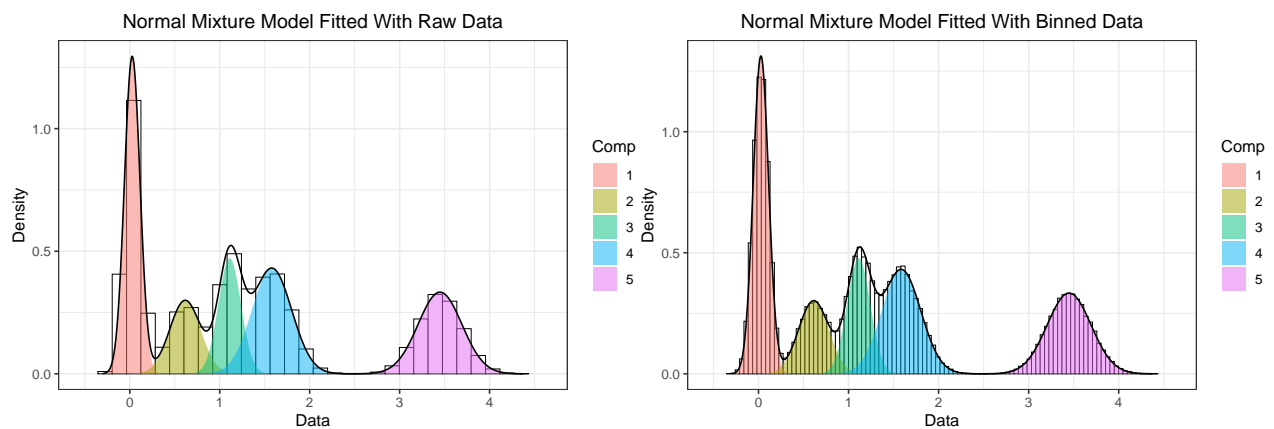 Normal Mixture Model Fitted With Raw Data
1.0
0.5
0.0
Density
0 1 2 3 4
Data
Comp
1
2
3
4
5
Normal Mixture Model Fitted With Binned Data
1.0
0.5
0.0
Density
0 1 2 3 4
Data
Comp
1
2
3
4
5